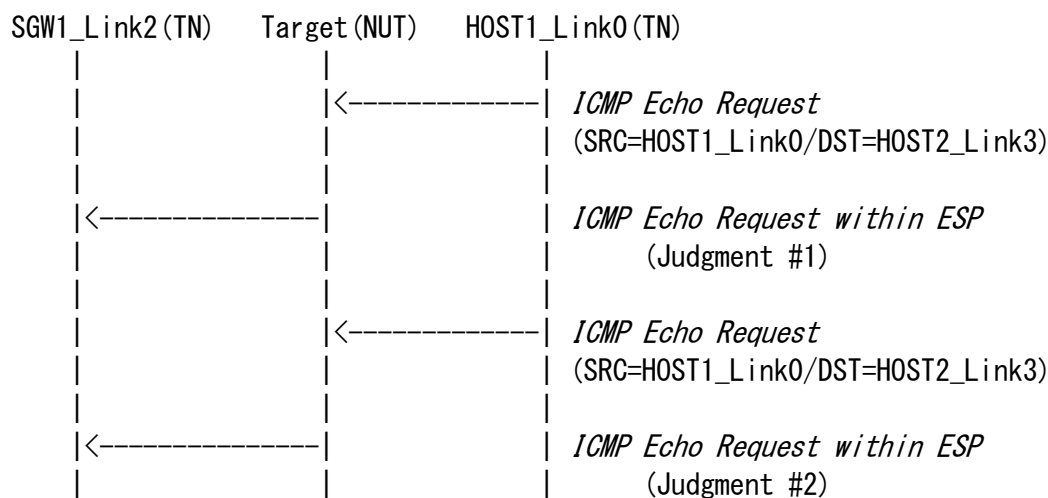 SGW1_Link2(TN) Target(NUT) HOST1_Link0(TN)
| | |
| |<-------------| ICMP Echo Request
| | | (SRC=HOST1_Link0/DST=HOST2_Link3)
| | |
|<---------------| | ICMP Echo Request within ESP
| | | (Judgment #1)
| | |
| |<-------------| ICMP Echo Request
| | | (SRC=HOST1_Link0/DST=HOST2_Link3)
| | |
|<---------------| | ICMP Echo Request within ESP
| | | (Judgment #2)